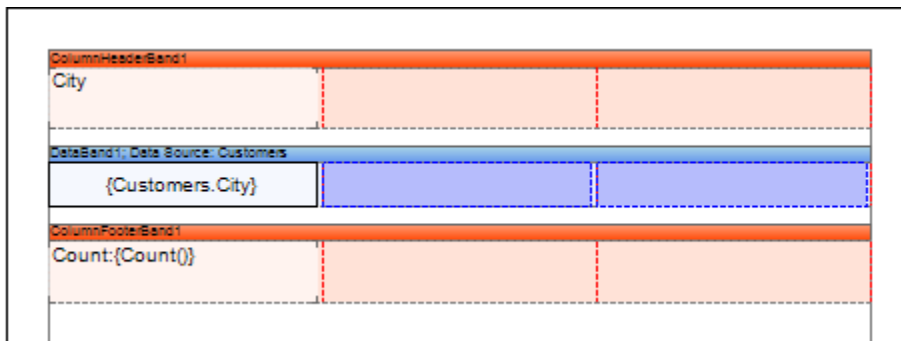 ColumnHeaderBand1
City
DataBand1; Data Source: Customers
{Customers.City}
ColumnFooterBand1
Count:{Count()}